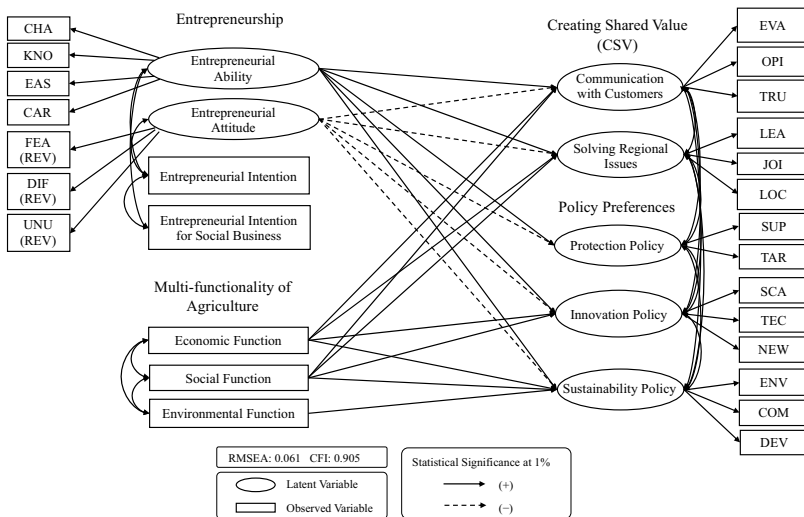 Entrepreneurship
CHA
KNO
EAS
CAR
FEA
(REV)
DIF
(REV)
UNU
(REV)
Entrepreneurial
Ability
Entrepreneurial
Attitude
Entrepreneurial Intention
Entrepreneurial Intention
for Social Business
Multi-functionality of
Agriculture
Economic Function
Social Function
Environmental Function
Creating Shared Value
(CSV)
Communication
with Customers
Solving Regional
Issues
Policy Preferences
Protection Policy
Innovation Policy
Sustainability Policy
EVA
OPI
TRU
LEA
JOI
LOC
SUP
TAR
SCA
TEC
NEW
ENV
COM
DEV
RMSEA: 0.061 CFI: 0.905
Latent Variable
Observed Variable
Statistical Significance at 1%
(+)
(−)